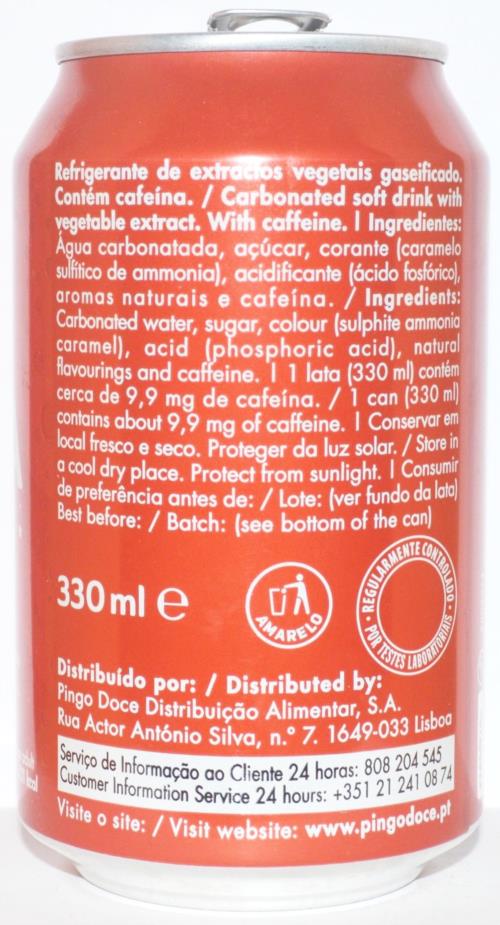 Refrigerante de extractos vegetais gaseificado.
Contém cafeína. / Carbonated soft drink with
vegetable extract. With caffeine. | Ingredientes:
Água carbonatada, açúcar, corante (caramelo
sulfítico de ammonia), acidificante (ácido fosfórico),
aromas naturais e cafeína. / Ingredients:
Carbonated water, sugar, colour (sulphite ammonia
caramel), acid (phosphoric acid), natural
flavourings and caffeine. | 1 lata (330 ml) contém
cerca de 9,9 mg de cafeína. / 1 can (330 ml)
contains about 9,9 mg of caffeine. | Conservar em
local fresco e seco. Proteger da luz solar. / Store in
a cool dry place. Protect from sunlight. | Consumir
de preferência antes de: / Lote: (ver fundo da lata)
Best before: / Batch: (see bottom of the can)
330 ml e
AMARELO
REGULARMENTE CONTROLADO
POR TESTES LABORATORIAIS
Distribuído por: / Distributed by:
Pingo Doce Distribuição Alimentar, S.A.
Rua Actor António Silva, n.º 7. 1649-033 Lisboa
Serviço de Informação ao Cliente 24 horas: 808 204 545
Customer Information Service 24 hours: +351 21 241 08 74
Visite o site: / Visit website: www.pingodoce.pt